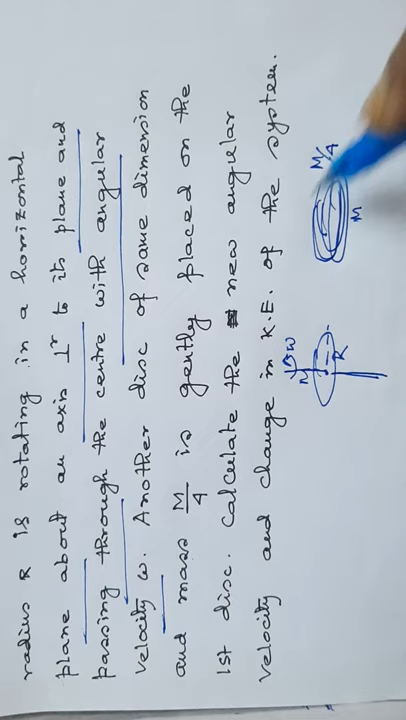 radius R is rotating in a horizontal
plane about an axis ⊥r to its plane and
passing through the centre with angular
velocity ω. Another disc of same dimension
and mass M/4 is gently placed on the
1st disc. Calculate the new angular
velocity and change in K.E. of the system.
ω
M
R
M/4
M